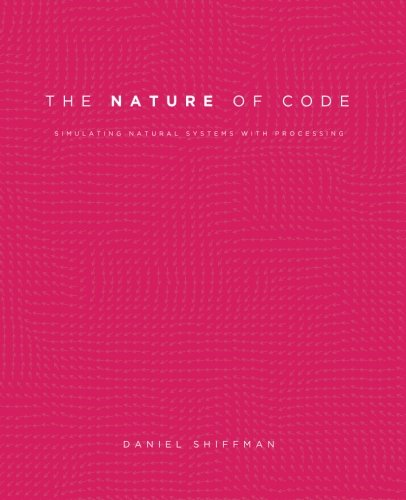 THE NATURE OF CODE
SIMULATING NATURAL SYSTEMS WITH PROCESSING
DANIEL SHIFFMAN